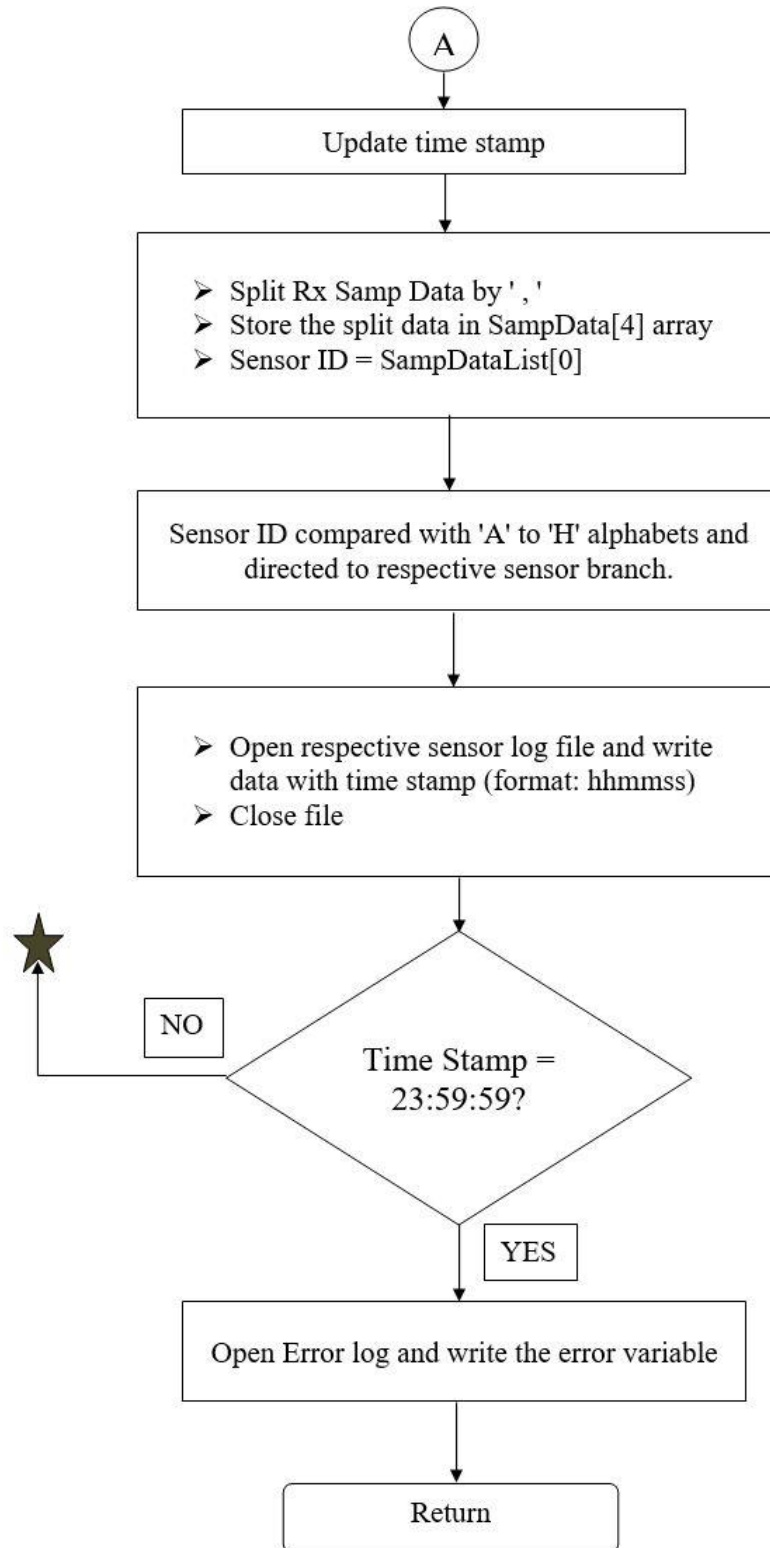 A
Update time stamp
➢ Split Rx Samp Data by ' , '
➢ Store the split data in SampData[4] array
➢ Sensor ID = SampDataList[0]
Sensor ID compared with 'A' to 'H' alphabets and
directed to respective sensor branch.
➢ Open respective sensor log file and write
data with time stamp (format: hhmmss)
➢ Close file
NO
Time Stamp =
23:59:59?
YES
Open Error log and write the error variable
Return